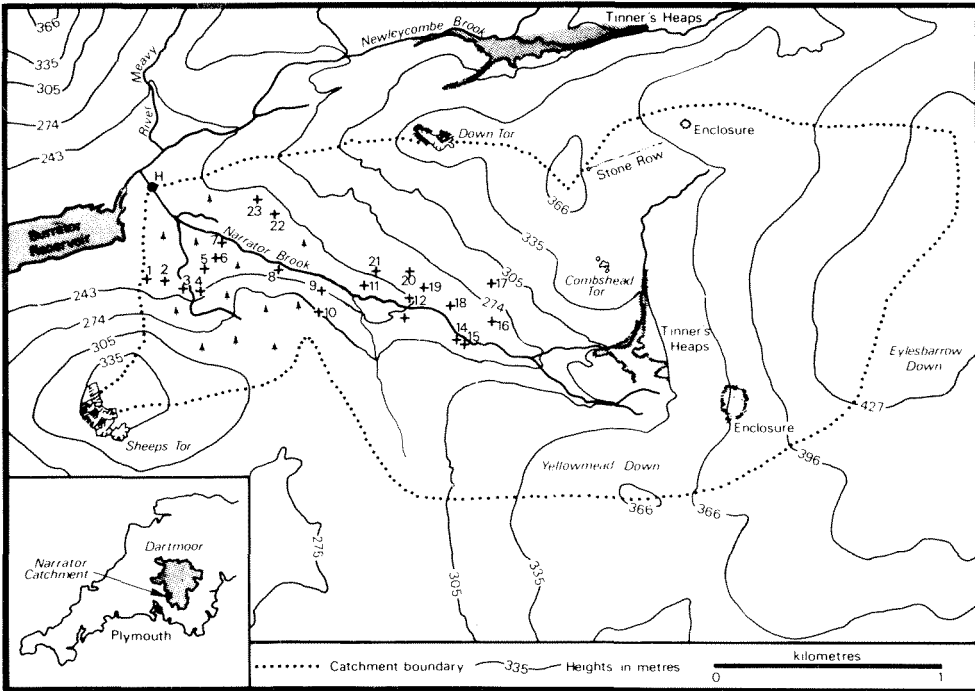 366
335
305
274
243
River Meavy
Newleycombe Brook
Tinner's Heaps
Down Tor
Enclosure
Stone Row
366
H
Burrator
Reservoir
23
22
Narrator Brook
335
305
274
Combshead
Tor
1
2
3
4
5
6
7
8
9
10
11
12
21
20
19
18
17
16
14
15
Tinner's
Heaps
Eylesbarrow
Down
427
243
274
305
335
Sheeps Tor
Enclosure
Yellowmead Down
396
366
366
275
305
335
Dartmoor
Narrator
Catchment
Plymouth
Catchment boundary
335
Heights in metres
kilometres
0
1